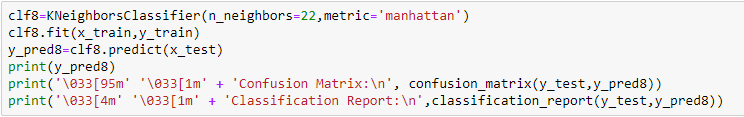 clf8=KNeighborsClassifier(n_neighbors=22,metric='manhattan')
clf8.fit(x_train,y_train)
y_pred8=clf8.predict(x_test)
print(y_pred8)
print('\033[95m' '\033[1m' + 'Confusion Matrix:\n', confusion_matrix(y_test,y_pred8))
print('\033[4m' '\033[1m' + 'Classification Report:\n',classification_report(y_test,y_pred8))